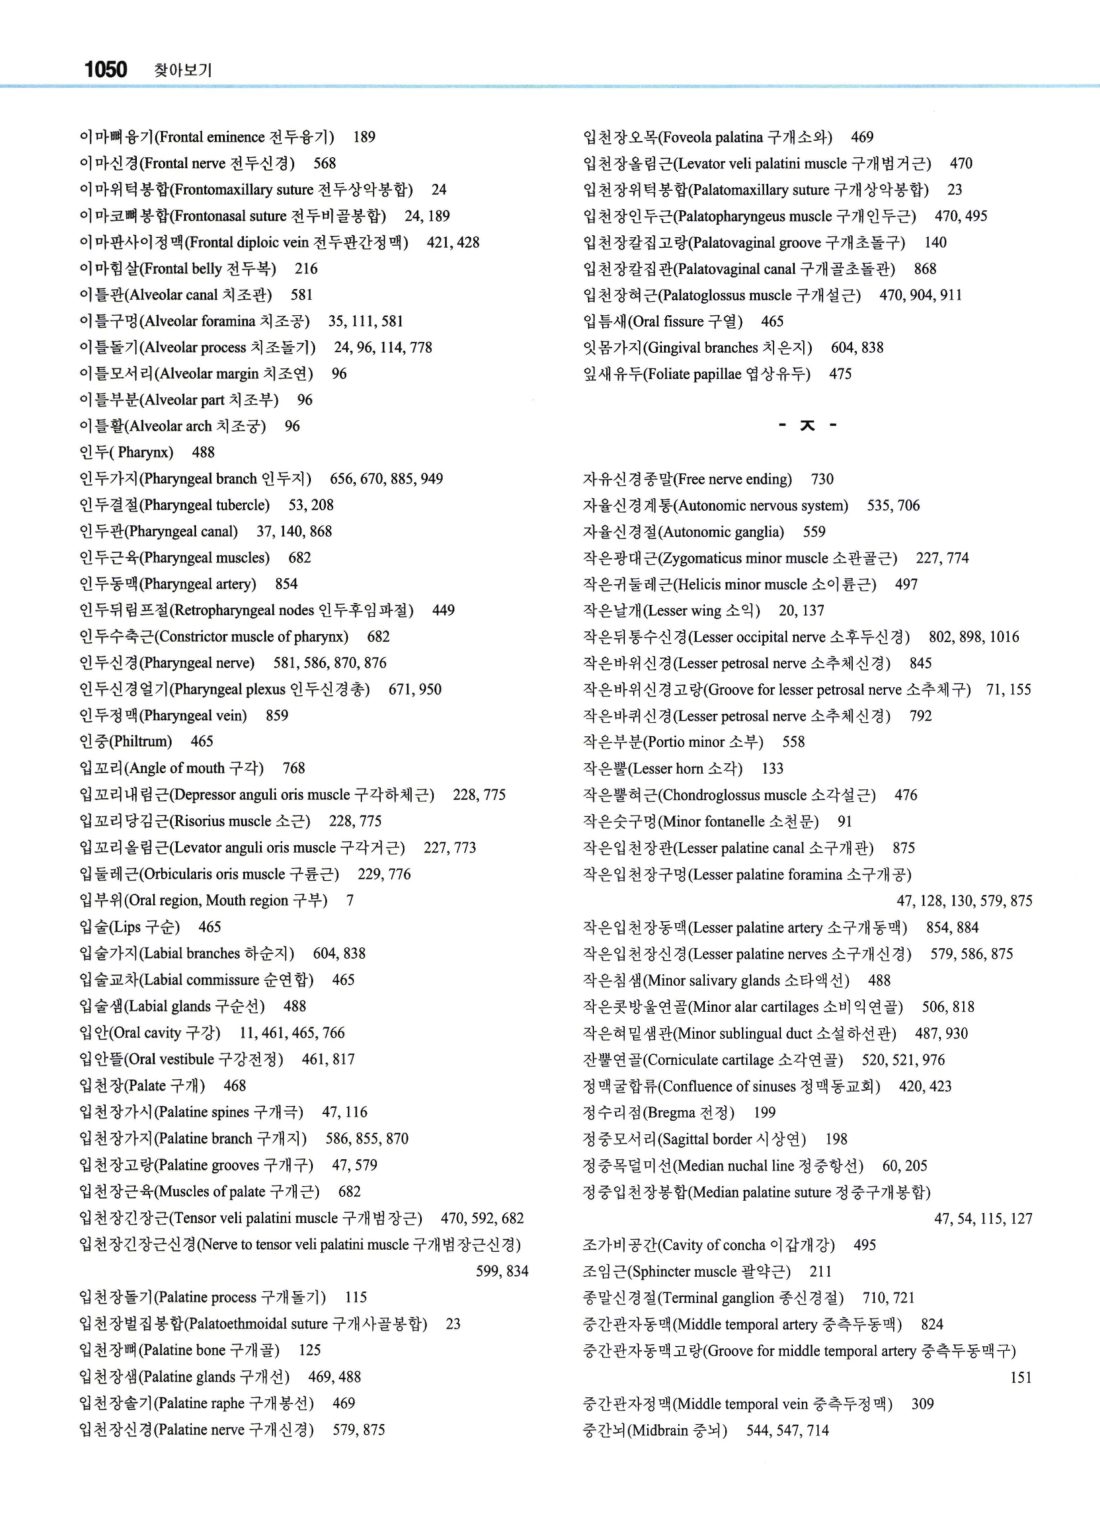 1050 찾아보기
이마뼈융기(Frontal eminence 전두융기) 189
이마신경(Frontal nerve 전두신경) 568
이마위턱봉합(Frontomaxillary suture 전두상악봉합) 24
이마코뼈봉합(Frontonasal suture 전두비골봉합) 24, 189
이마판사이정맥(Frontal diploic vein 전두판간정맥) 421, 428
이마힘살(Frontal belly 전두복) 216
이틀관(Alveolar canal 치조관) 581
이틀구멍(Alveolar foramina 치조공) 35, 111, 581
이틀돌기(Alveolar process 치조돌기) 24, 96, 114, 778
이틀모서리(Alveolar margin 치조연) 96
이틀부분(Alveolar part 치조부) 96
이틀활(Alveolar arch 치조궁) 96
인두( Pharynx) 488
인두가지(Pharyngeal branch 인두지) 656, 670, 885, 949
인두결절(Pharyngeal tubercle) 53, 208
인두관(Pharyngeal canal) 37, 140, 868
인두근육(Pharyngeal muscles) 682
인두동맥(Pharyngeal artery) 854
인두뒤림프절(Retropharyngeal nodes 인두후임파절) 449
인두수축근(Constrictor muscle of pharynx) 682
인두신경(Pharyngeal nerve) 581, 586, 870, 876
인두신경얼기(Pharyngeal plexus 인두신경총) 671, 950
인두정맥(Pharyngeal vein) 859
인중(Philtrum) 465
입꼬리(Angle of mouth 구각) 768
입꼬리내림근(Depressor anguli oris muscle 구각하체근) 228, 775
입꼬리당김근(Risorius muscle 소근) 228, 775
입꼬리올림근(Levator anguli oris muscle 구각거근) 227, 773
입둘레근(Orbicularis oris muscle 구륜근) 229, 776
입부위(Oral region, Mouth region 구부) 7
입술(Lips 구순) 465
입술가지(Labial branches 하순지) 604, 838
입술교차(Labial commissure 순연합) 465
입술샘(Labial glands 구순선) 488
입안(Oral cavity 구강) 11, 461, 465, 766
입안뜰(Oral vestibule 구강전정) 461, 817
입천장(Palate 구개) 468
입천장가시(Palatine spines 구개극) 47, 116
입천장가지(Palatine branch 구개지) 586, 855, 870
입천장고랑(Palatine grooves 구개구) 47, 579
입천장근육(Muscles of palate 구개근) 682
입천장긴장근(Tensor veli palatini muscle 구개범장근) 470, 592, 682
입천장긴장근신경(Nerve to tensor veli palatini muscle 구개범장근신경)
599, 834
입천장돌기(Palatine process 구개돌기) 115
입천장벌집봉합(Palatoethmoidal suture 구개사골봉합) 23
입천장뼈(Palatine bone 구개골) 125
입천장샘(Palatine glands 구개선) 469, 488
입천장솔기(Palatine raphe 구개봉선) 469
입천장신경(Palatine nerve 구개신경) 579, 875
입천장오목(Foveola palatina 구개소와) 469
입천장올림근(Levator veli palatini muscle 구개범거근) 470
입천장위턱봉합(Palatomaxillary suture 구개상악봉합) 23
입천장인두근(Palatopharyngeus muscle 구개인두근) 470, 495
입천장칼집고랑(Palatovaginal groove 구개초돌구) 140
입천장칼집관(Palatovaginal canal 구개골초돌관) 868
입천장혀근(Palatoglossus muscle 구개설근) 470, 904, 911
입틈새(Oral fissure 구열) 465
잇몸가지(Gingival branches 치은지) 604, 838
잎새유두(Foliate papillae 엽상유두) 475
- ㅈ -
자유신경종말(Free nerve ending) 730
자율신경계통(Autonomic nervous system) 535, 706
자율신경절(Autonomic ganglia) 559
작은광대근(Zygomaticus minor muscle 소관골근) 227, 774
작은귀둘레근(Helicis minor muscle 소이륜근) 497
작은날개(Lesser wing 소익) 20, 137
작은뒤통수신경(Lesser occipital nerve 소후두신경) 802, 898, 1016
작은바위신경(Lesser petrosal nerve 소추체신경) 845
작은바위신경고랑(Groove for lesser petrosal nerve 소추체구) 71, 155
작은바퀴신경(Lesser petrosal nerve 소추체신경) 792
작은부분(Portio minor 소부) 558
작은뿔(Lesser horn 소각) 133
작은뿔혀근(Chondroglossus muscle 소각설근) 476
작은숫구멍(Minor fontanelle 소천문) 91
작은입천장관(Lesser palatine canal 소구개관) 875
작은입천장구멍(Lesser palatine foramina 소구개공)
47, 128, 130, 579, 875
작은입천장동맥(Lesser palatine artery 소구개동맥) 854, 884
작은입천장신경(Lesser palatine nerves 소구개신경) 579, 586, 875
작은침샘(Minor salivary glands 소타액선) 488
작은콧방울연골(Minor alar cartilages 소비익연골) 506, 818
작은혀밑샘관(Minor sublingual duct 소설하선관) 487, 930
잔뿔연골(Corniculate cartilage 소각연골) 520, 521, 976
정맥굴합류(Confluence of sinuses 정맥동교회) 420, 423
정수리점(Bregma 전정) 199
정중모서리(Sagittal border 시상연) 198
정중목덜미선(Median nuchal line 정중항선) 60, 205
정중입천장봉합(Median palatine suture 정중구개봉합)
47, 54, 115, 127
조가비공간(Cavity of concha 이갑개강) 495
조임근(Sphincter muscle 괄약근) 211
종말신경절(Terminal ganglion 종신경절) 710, 721
중간관자동맥(Middle temporal artery 중측두동맥) 824
중간관자동맥고랑(Groove for middle temporal artery 중측두동맥구)
151
중간관자정맥(Middle temporal vein 중측두정맥) 309
중간뇌(Midbrain 중뇌) 544, 547, 714